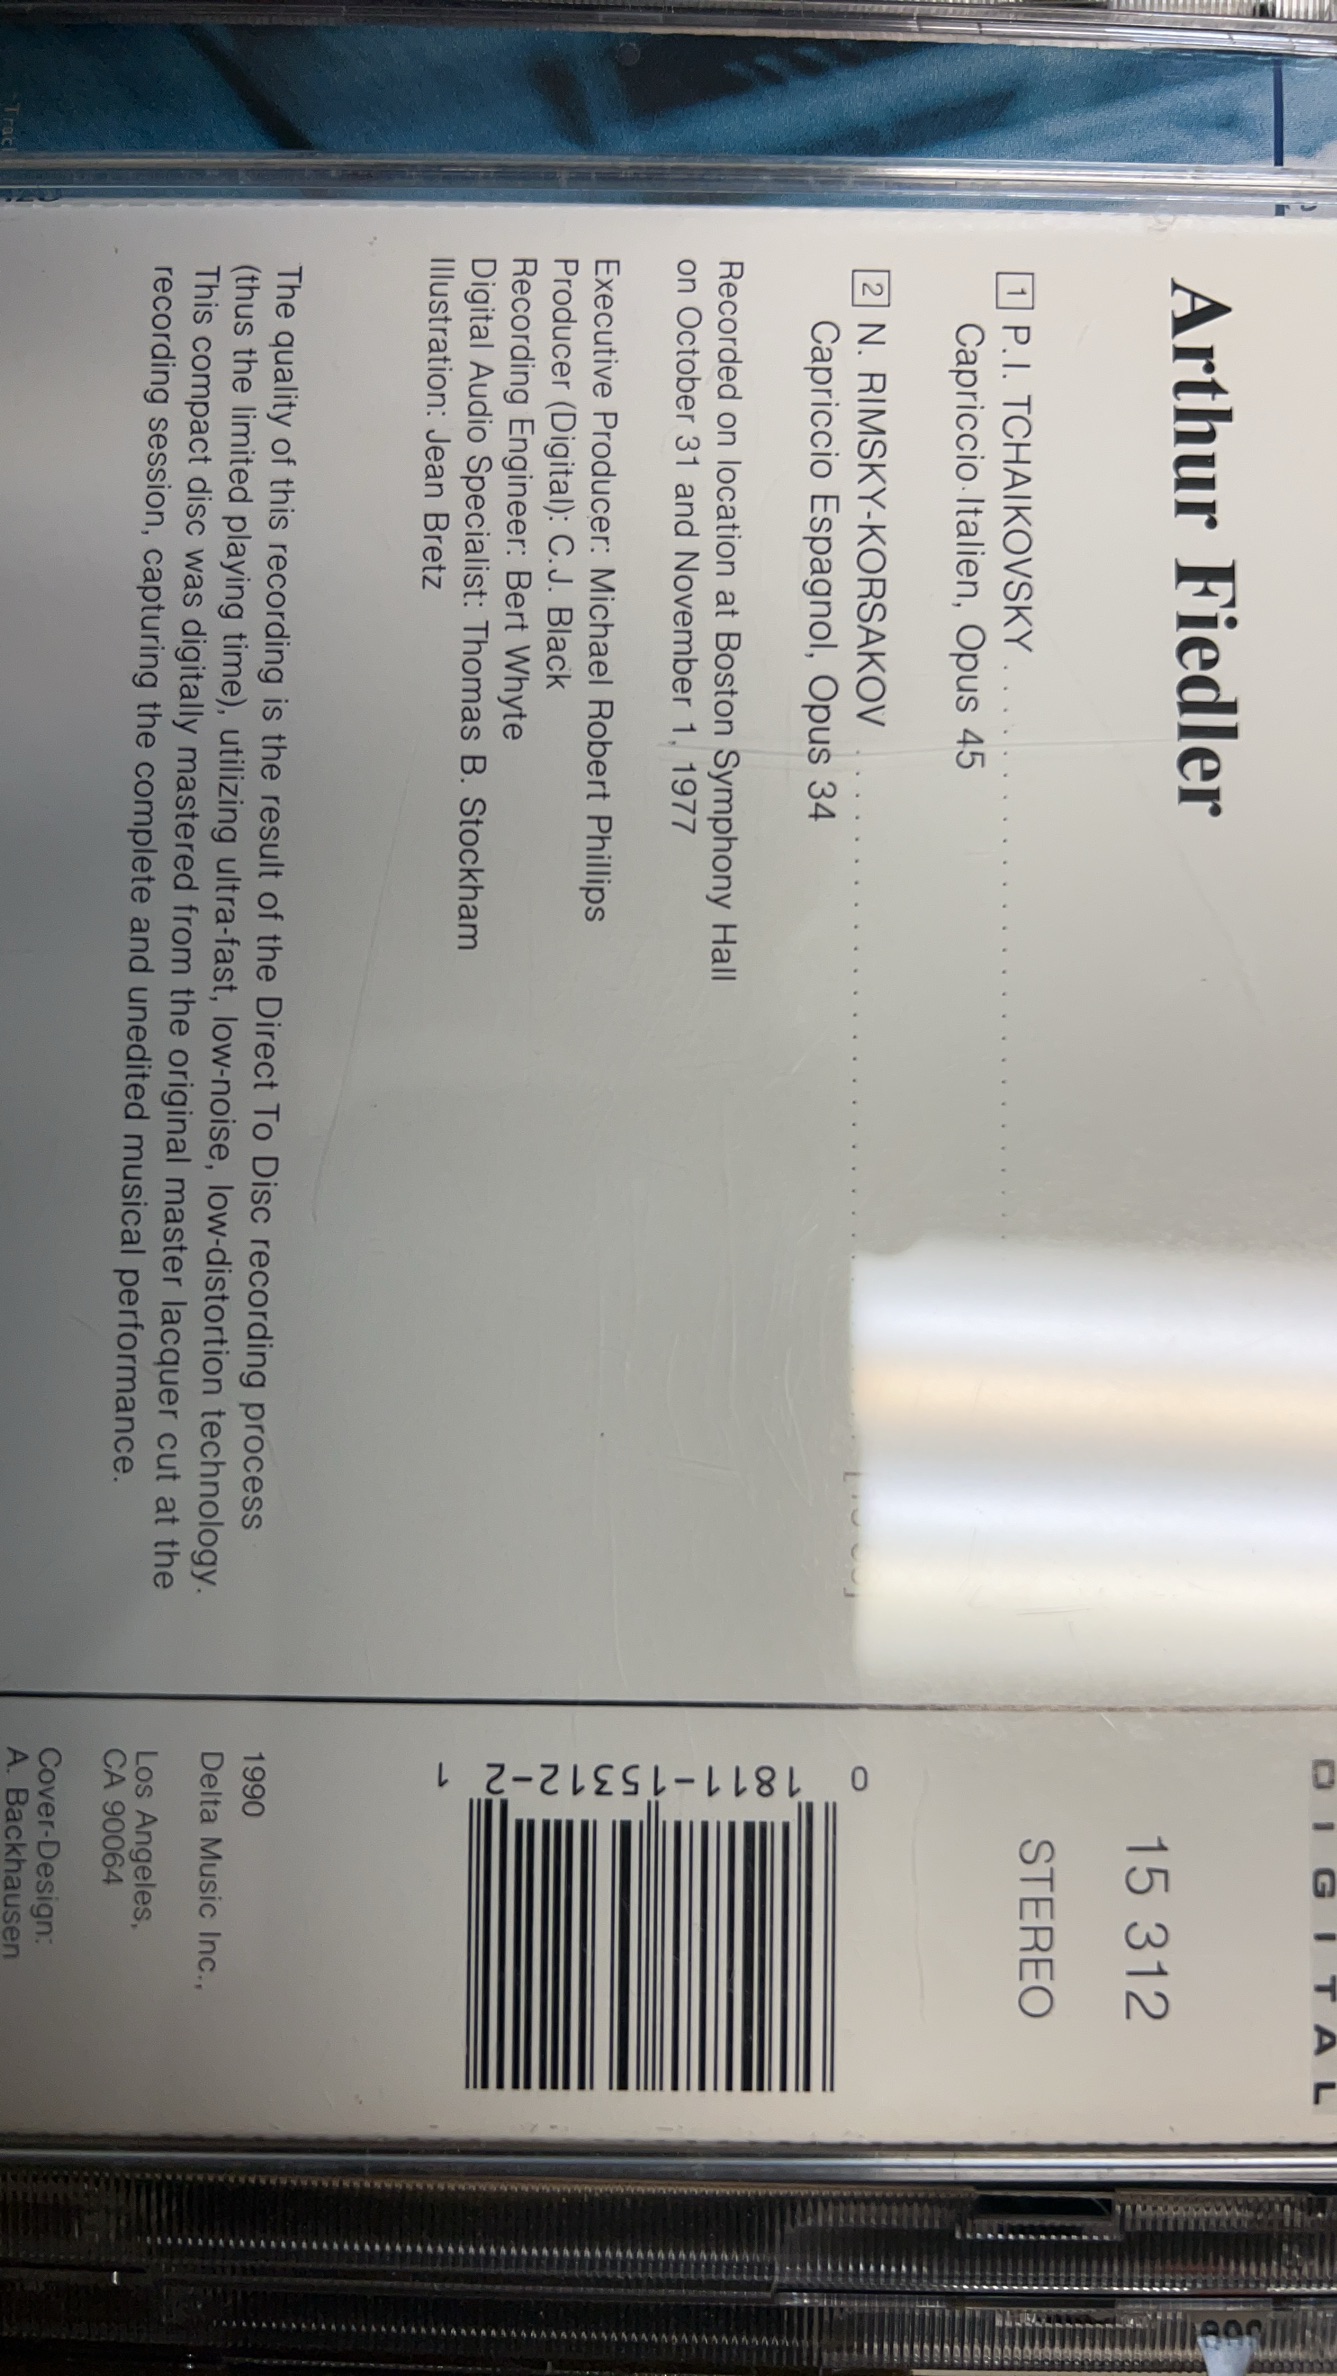 DIGITAL
Arthur Fiedler
15 312
1 P.I. TCHAIKOVSKY
Capriccio Italien, Opus 45
STEREO
2 N. RIMSKY-KORSAKOV
Capriccio Espagnol, Opus 34
Recorded on location at Boston Symphony Hall
on October 31 and November 1, 1977
Executive Producer: Michael Robert Phillips
Producer (Digital): C.J. Black
Recording Engineer: Bert Whyte
Digital Audio Specialist: Thomas B. Stockham
Illustration: Jean Bretz
0 18111-15312-2 1
The quality of this recording is the result of the Direct To Disc recording process
(thus the limited playing time), utilizing ultra-fast, low-noise, low-distortion technology.
This compact disc was digitally mastered from the original master lacquer cut at the
recording session, capturing the complete and unedited musical performance.
1990
Delta Music Inc.,
Los Angeles,
CA 90064
Cover-Design:
A. Backhausen